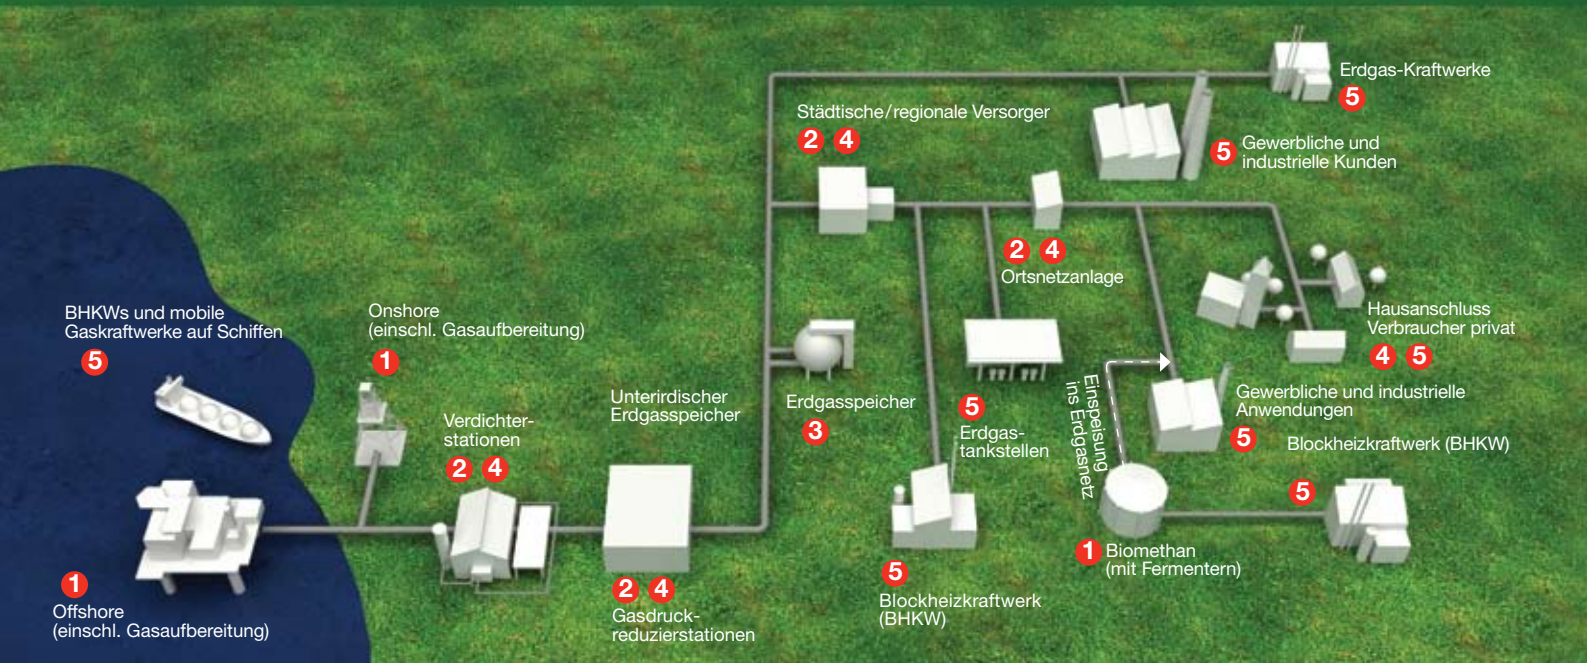 Erdgas-Kraftwerke
5
Städtische/regionale Versorger
2 4
5
Gewerbliche und
industrielle Kunden
2 4
Ortsnetzanlage
BHKWs und mobile
Gaskraftwerke auf Schiffen
5
Onshore
(einschl. Gasaufbereitung)
1
Hausanschluss
Verbraucher privat
4 5
Verdichter-
stationen
2 4
Unterirdischer
Erdgasspeicher
Erdgasspeicher
3
5
Erdgas-
tankstellen
Einspeisung
ins Erdgasnetz
Gewerbliche und industrielle
Anwendungen
5
Blockheizkraftwerk (BHKW)
5
1
Offshore
(einschl. Gasaufbereitung)
2 4
Gasdruck-
reduzierstationen
5
Blockheizkraftwerk
(BHKW)
1
Biomethan
(mit Fermentern)